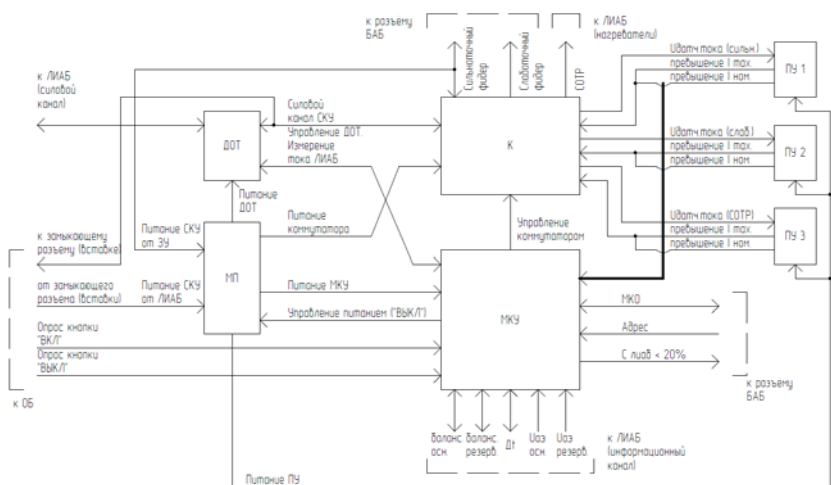 к разъему
БАБ
к ЛИАБ
(нагреватели)
Сильноточный
фидер
Слаботочный
фидер
СОТР
Uдатч тока (сильн.)
превышение I max.
превышение I ном.
ПУ 1
к ЛИАБ
(силовой
канал)
Силовой
канал СКУ
Управление ДОТ.
Измерение
тока ЛИАБ
ДОТ
К
Uдатч.тока (слаб.)
превышение I max.
превышение I ном.
ПУ 2
Питание
ДОТ
Питание
коммутатора
Управление
коммутатором
Uдатч.тока (СОТР)
превышение I max.
превышение I ном.
ПУ 3
к замыкающему
разъему (вставке)
Питание СКУ
от ЗУ
от замыкающего
разъема (вставки)
Питание СКУ
от ЛИАБ
МП
Питание МКУ
Управление питанием ("ВЫКЛ")
МКУ
МКО
Адрес
С лиаб < 20%
Опрос кнопки
"ВКЛ"
Опрос кнопки
"ВЫКЛ"
к разъему
БАБ
к ОБ
баланс
осн.
баланс.
резерв.
Дt
Uаэ
осн.
Uаэ
резерв.
к ЛИАБ
(информационный
канал)
Питание ПУ